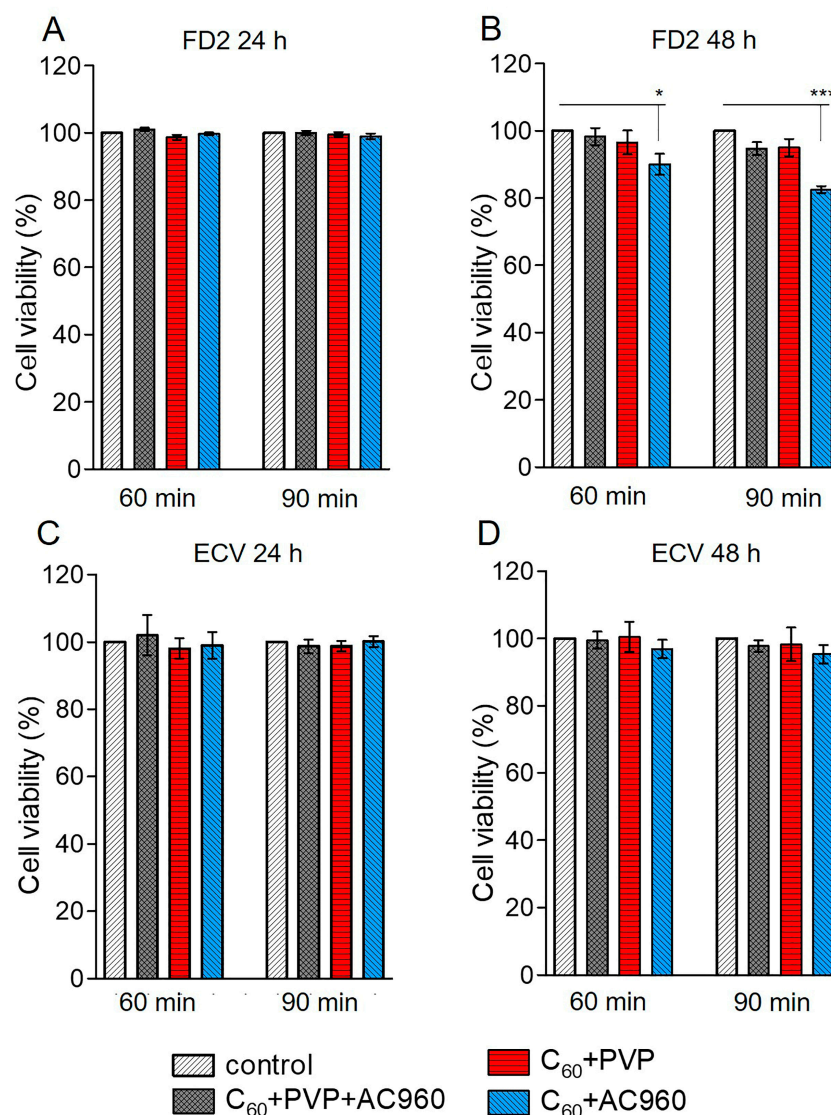 A
FD2 24 h
Cell viability (%)
120
100
80
60
40
20
0
60 min
90 min
B
FD2 48 h
Cell viability (%)
120
100
80
60
40
20
0
*
***
60 min
90 min
C
ECV 24 h
Cell viability (%)
120
100
80
60
40
20
0
60 min
90 min
D
ECV 48 h
Cell viability (%)
120
100
80
60
40
20
0
60 min
90 min
control
C₆₀+PVP+AC960
C₆₀+PVP
C₆₀+AC960